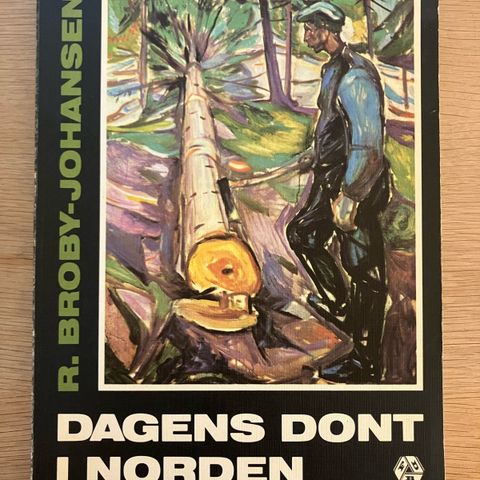 R. BROBY-JOHANSEN
DAGENS DONT
I NORDEN